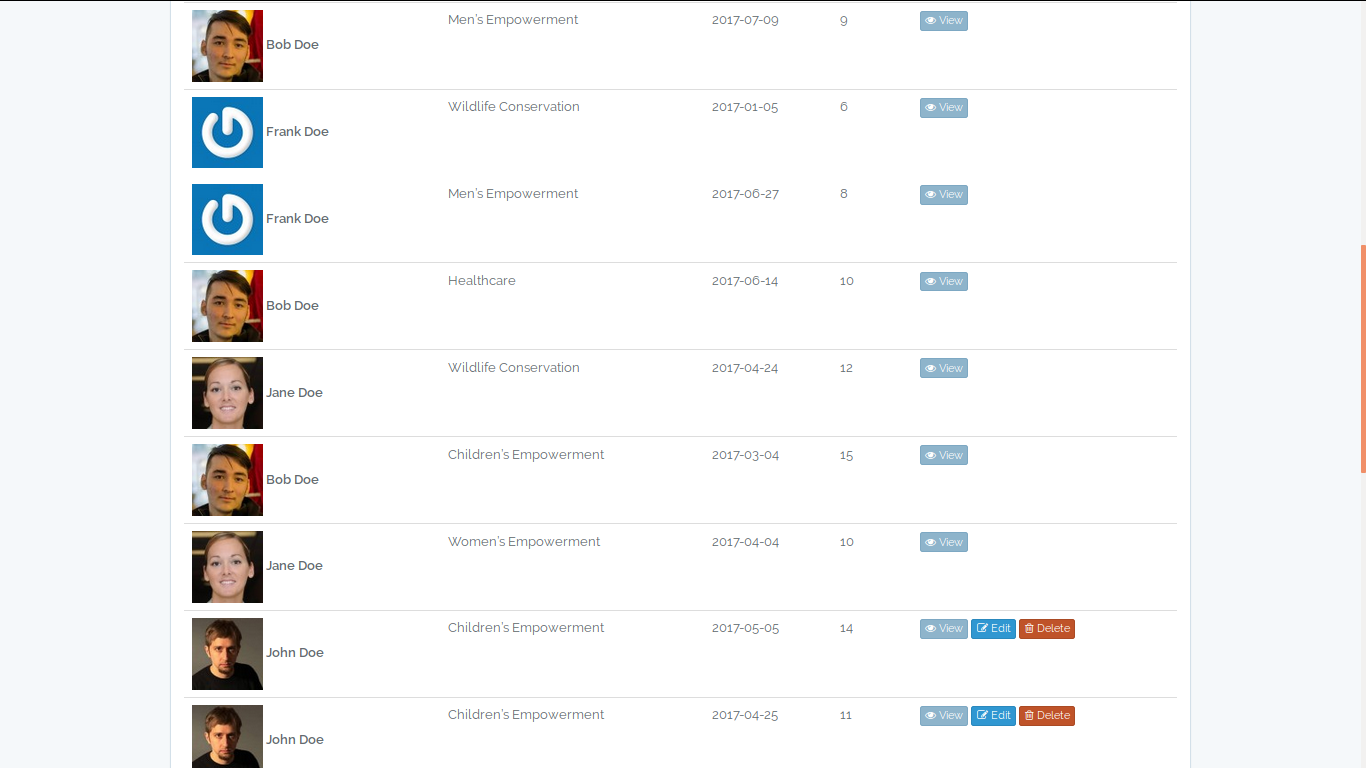 Bob Doe Men's Empowerment 2017-07-09 9 View
Frank Doe Wildlife Conservation 2017-01-05 6 View
Frank Doe Men's Empowerment 2017-06-27 8 View
Bob Doe Healthcare 2017-06-14 10 View
Jane Doe Wildlife Conservation 2017-04-24 12 View
Bob Doe Children's Empowerment 2017-03-04 15 View
Jane Doe Women's Empowerment 2017-04-04 10 View
John Doe Children's Empowerment 2017-05-05 14 View Edit Delete
John Doe Children's Empowerment 2017-04-25 11 View Edit Delete